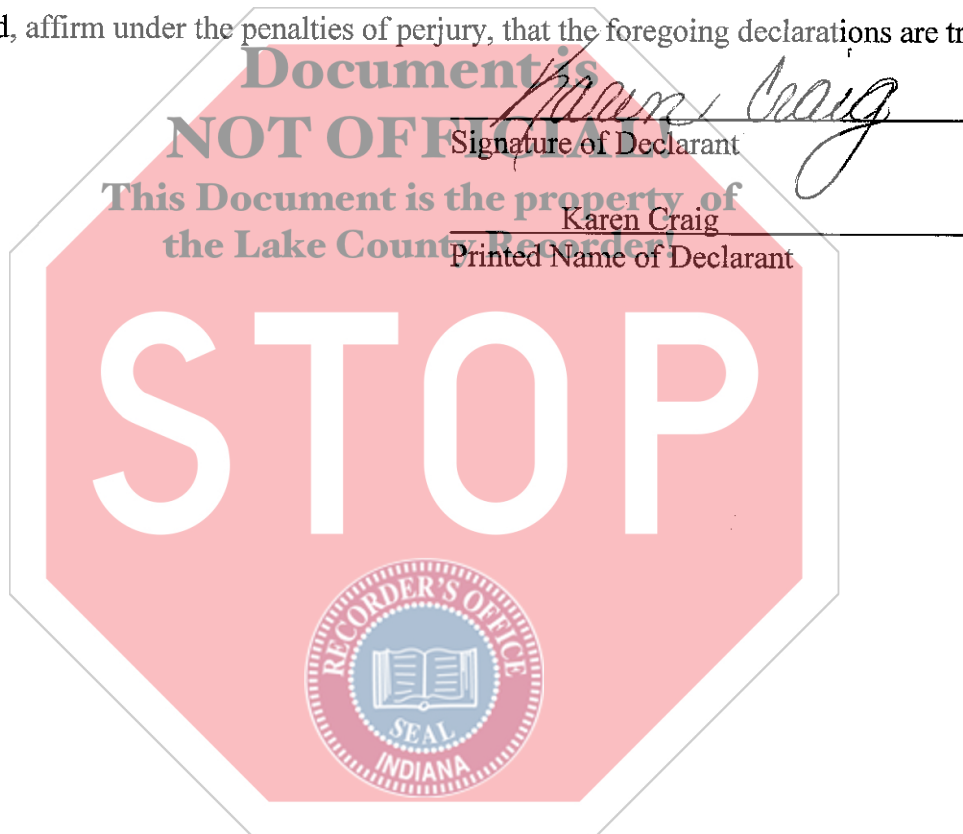 d, affirm under the penalties of perjury, that the foregoing declarations are tr
Document is
Karen Craig
NOT OFFICIAL!
Signature of Declarant
This Document is the property of
Karen Craig
the Lake County Recorder!
Printed Name of Declarant
STOP
RECORDER'S OFFICE
SEAL
INDIANA